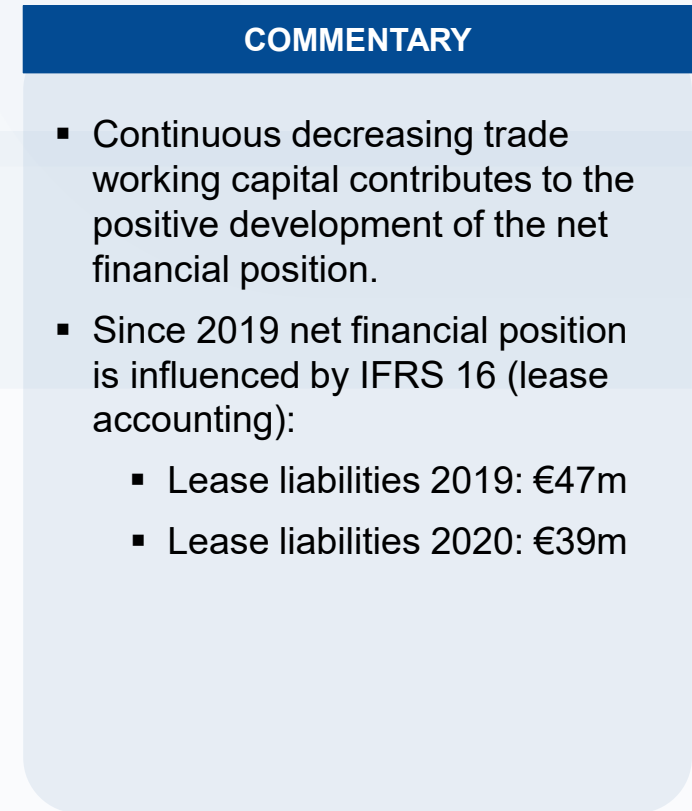 COMMENTARY
▪ Continuous decreasing trade
working capital contributes to the
positive development of the net
financial position.
▪ Since 2019 net financial position
is influenced by IFRS 16 (lease
accounting):
▪ Lease liabilities 2019: €47m
▪ Lease liabilities 2020: €39m